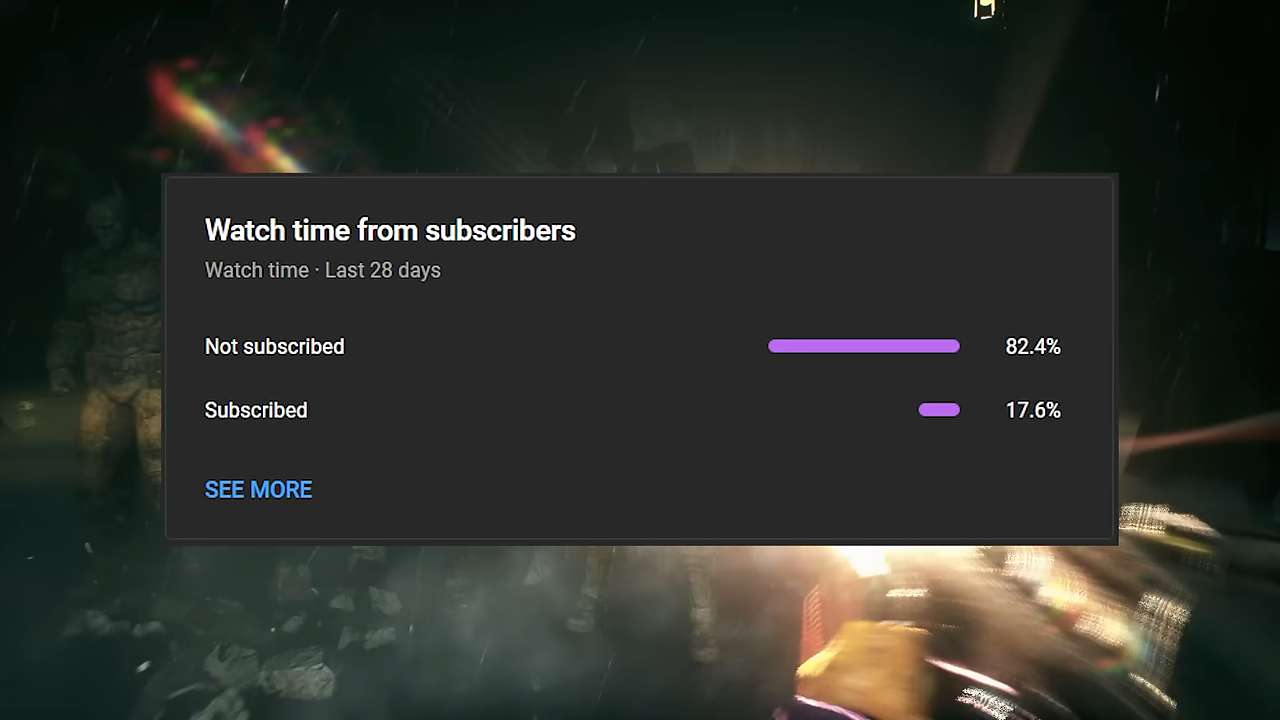 Watch time from subscribers
Watch time · Last 28 days
Not subscribed 82.4%
Subscribed 17.6%
SEE MORE